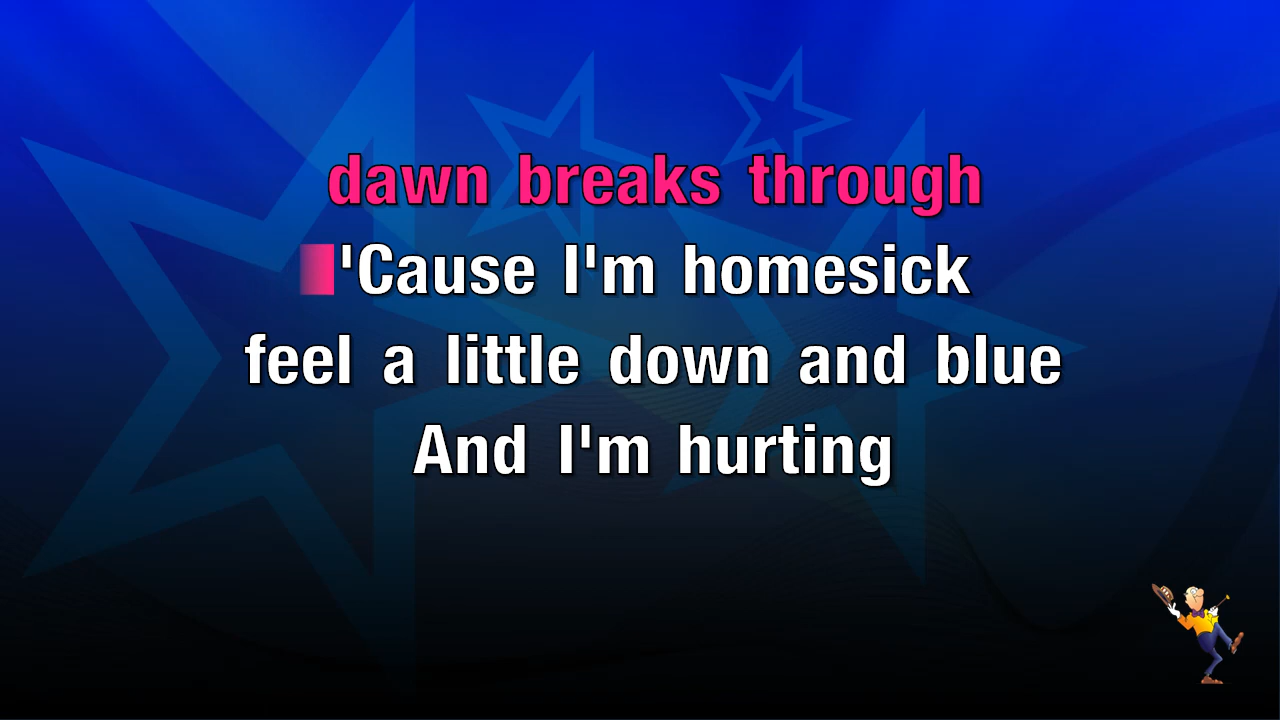 dawn breaks through
'Cause I'm homesick
feel a little down and blue
And I'm hurting